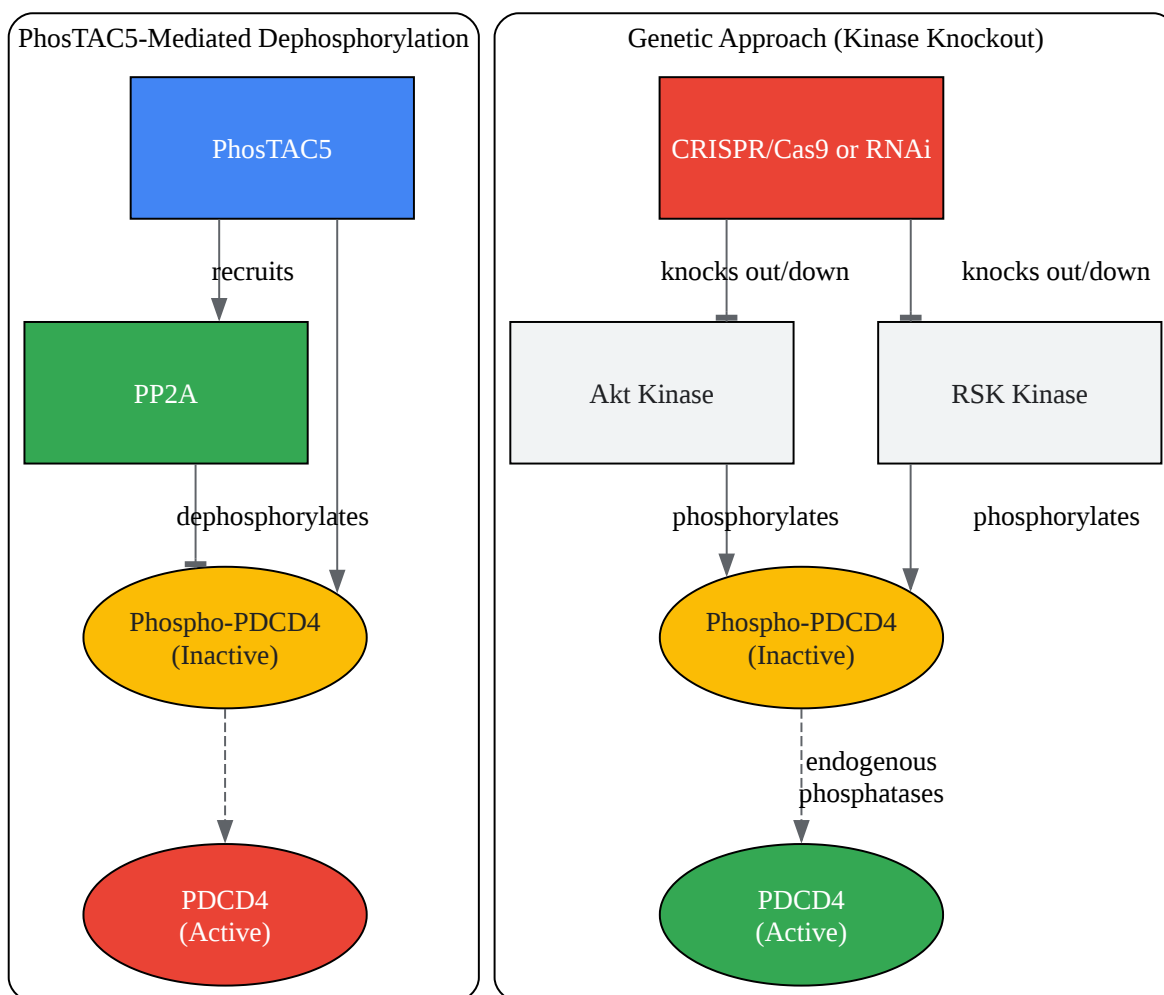 PhosTAC5-Mediated Dephosphorylation
PhosTAC5
recruits
PP2A
dephosphorylates
Phospho-PDCD4
(Inactive)
PDCD4
(Active)
Genetic Approach (Kinase Knockout)
CRISPR/Cas9 or RNAi
knocks out/down
knocks out/down
Akt Kinase
RSK Kinase
phosphorylates
phosphorylates
Phospho-PDCD4
(Inactive)
endogenous
phosphatases
PDCD4
(Active)